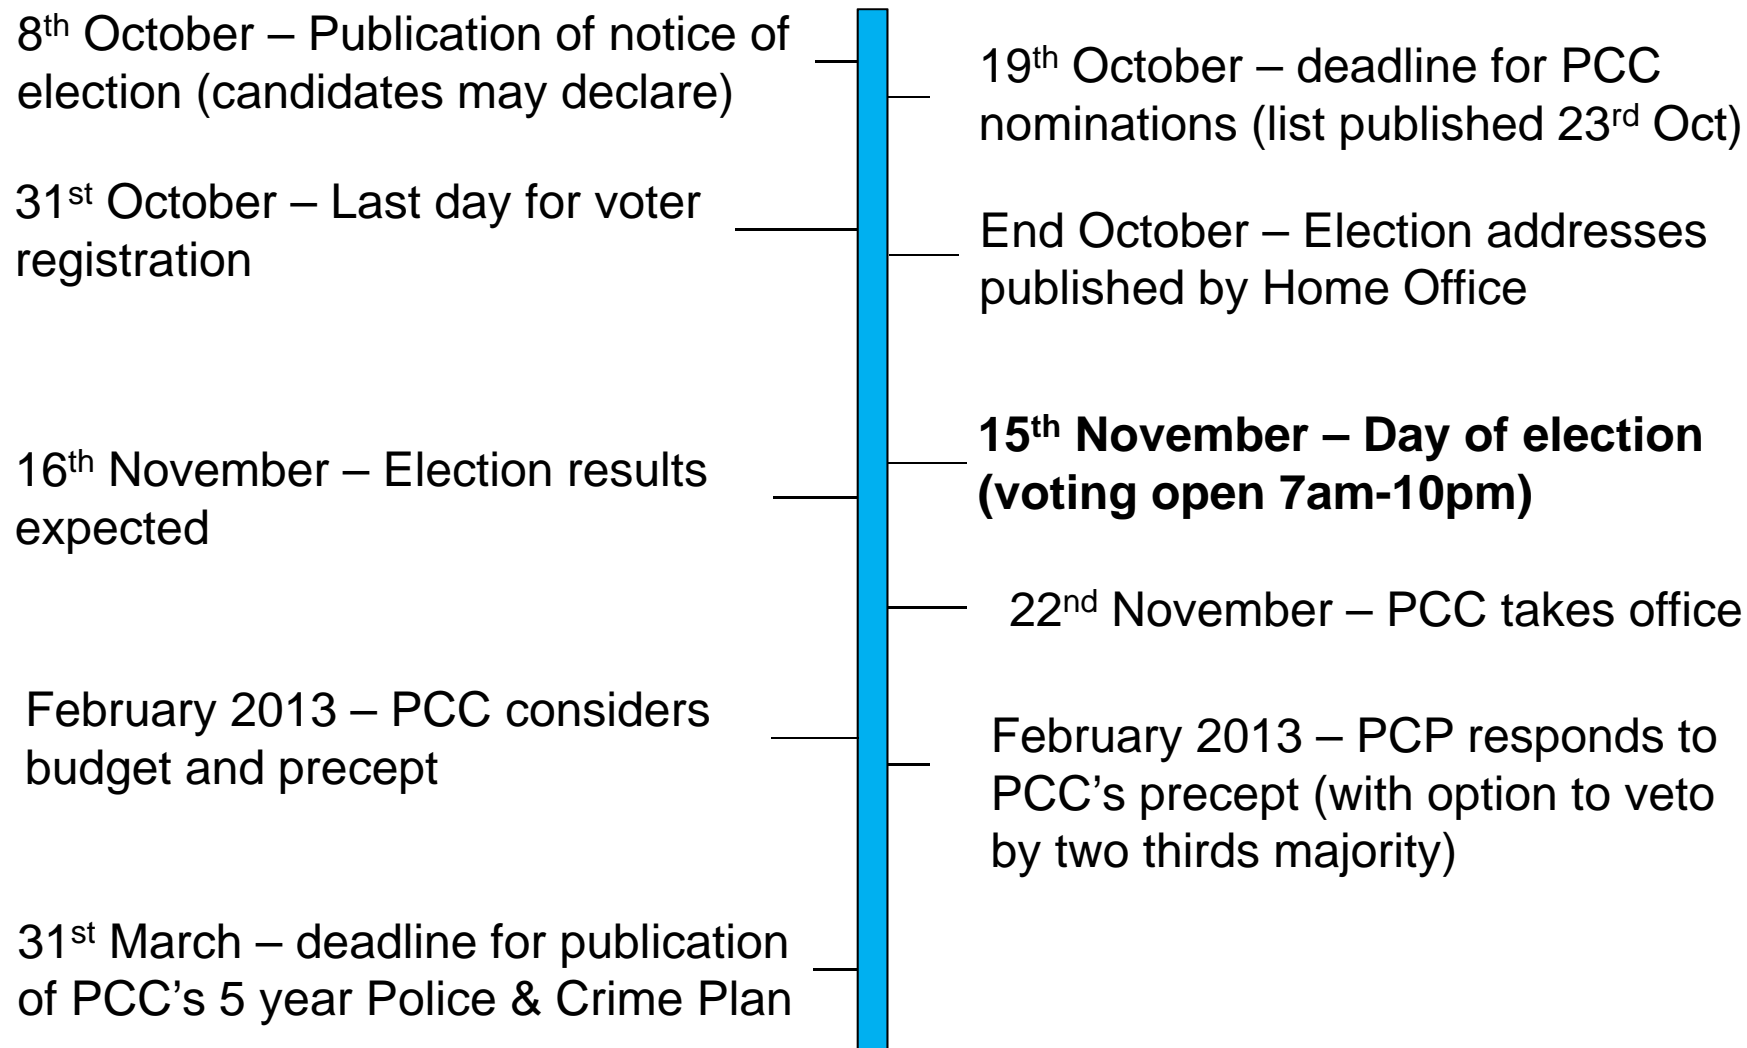 8th October – Publication of notice of
election (candidates may declare)
19th October – deadline for PCC
nominations (list published 23rd Oct)
31st October – Last day for voter
registration
End October – Election addresses
published by Home Office
15th November – Day of election
(voting open 7am-10pm)
16th November – Election results
expected
22nd November – PCC takes office
February 2013 – PCC considers
budget and precept
February 2013 – PCP responds to
PCC’s precept (with option to veto
by two thirds majority)
31st March – deadline for publication
of PCC’s 5 year Police & Crime Plan